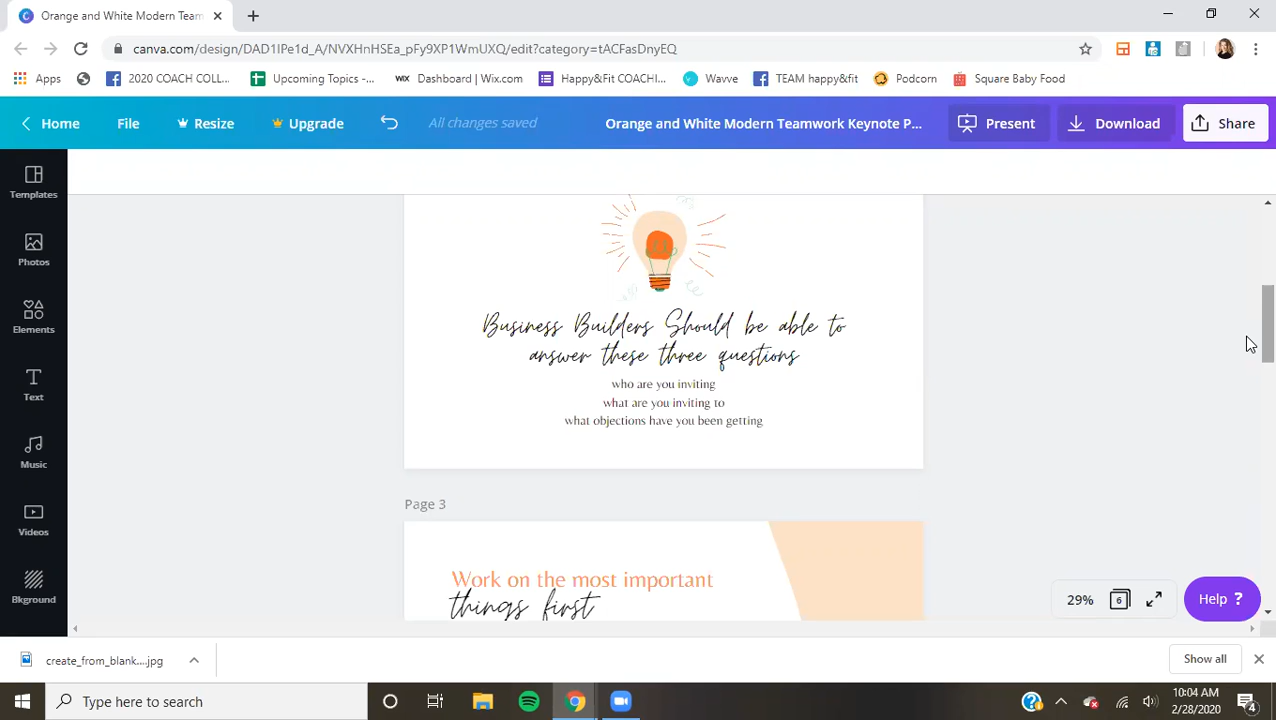 Orange and White Modern Team
canva.com/design/DAD1IPe1d_A/NVXHnHSEa_pFy9XP1WmUXQ/edit?category=tACFasDnyEQ
Apps
2020 COACH COLL...
Upcoming Topics -...
WIX Dashboard | Wix.com
Happy&Fit COACHI...
Wavve
TEAM happy&fit
Podcorn
Square Baby Food
Home
File
Resize
Upgrade
All changes saved
Orange and White Modern Teamwork Keynote P...
Present
Download
Share
Templates
Photos
Elements
Text
Music
Videos
Bkground
Business Builders Should be able to
answer these three questions
who are you inviting
what are you inviting to
what objections have you been getting
Page 3
Work on the most important
things first
29%
6
Help ?
create_from_blank....jpg
Show all
Type here to search
10:04 AM
2/28/2020
4